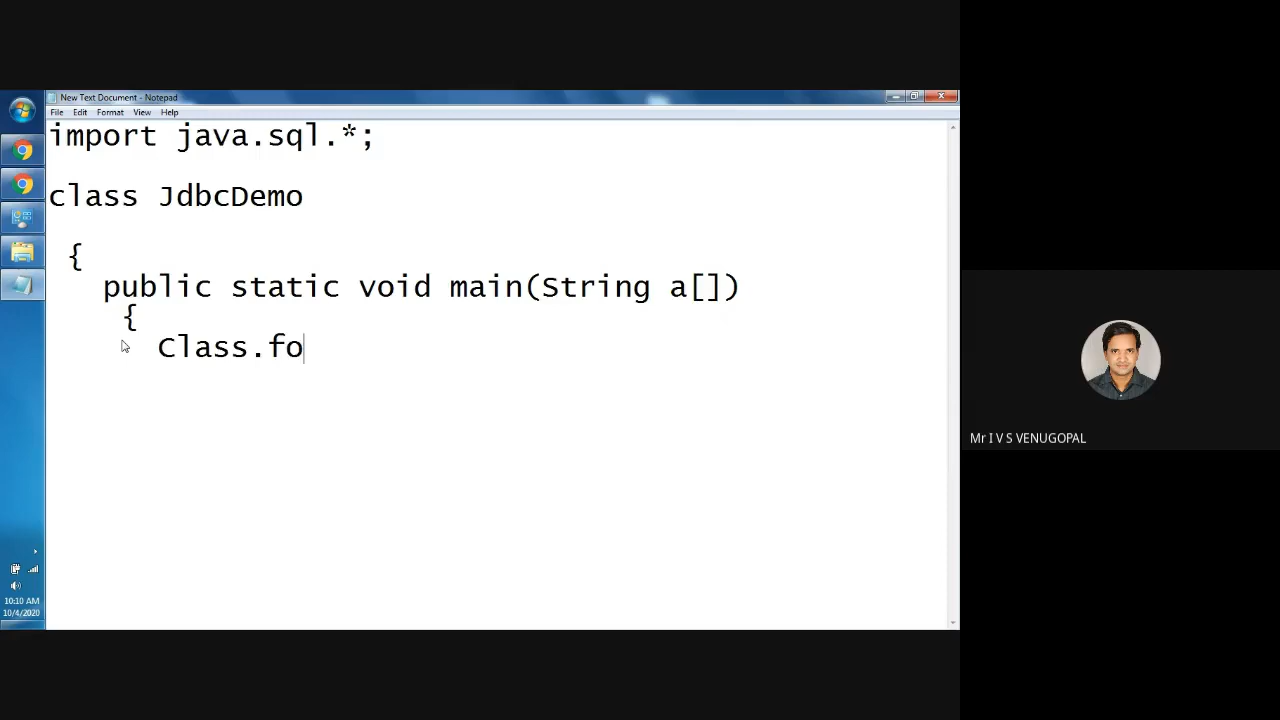 New Text Document - Notepad
File Edit Format View Help
import java.sql.*;
class JdbcDemo
{
public static void main(String a[])
{
Class.fo
Mr I V S VENUGOPAL
10:10 AM
10/4/2020